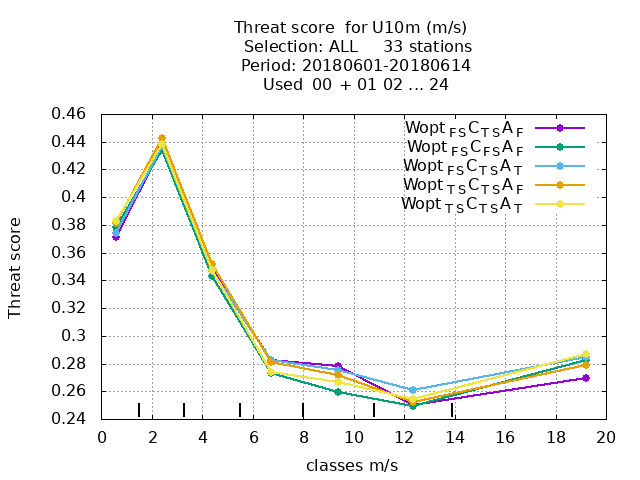 Threat score  for U10m (m/s)
Selection: ALL     33 stations
Period: 20180601-20180614
Used  00 + 01 02 ... 24
Wopt FS C TS A F
Wopt FS C FS A F
Wopt FS C TS A T
Wopt TS C TS A F
Wopt TS C TS A T
Threat score
0.46
0.44
0.42
0.4
0.38
0.36
0.34
0.32
0.3
0.28
0.26
0.24
0 2 4 6 8 10 12 14 16 18 20
classes m/s